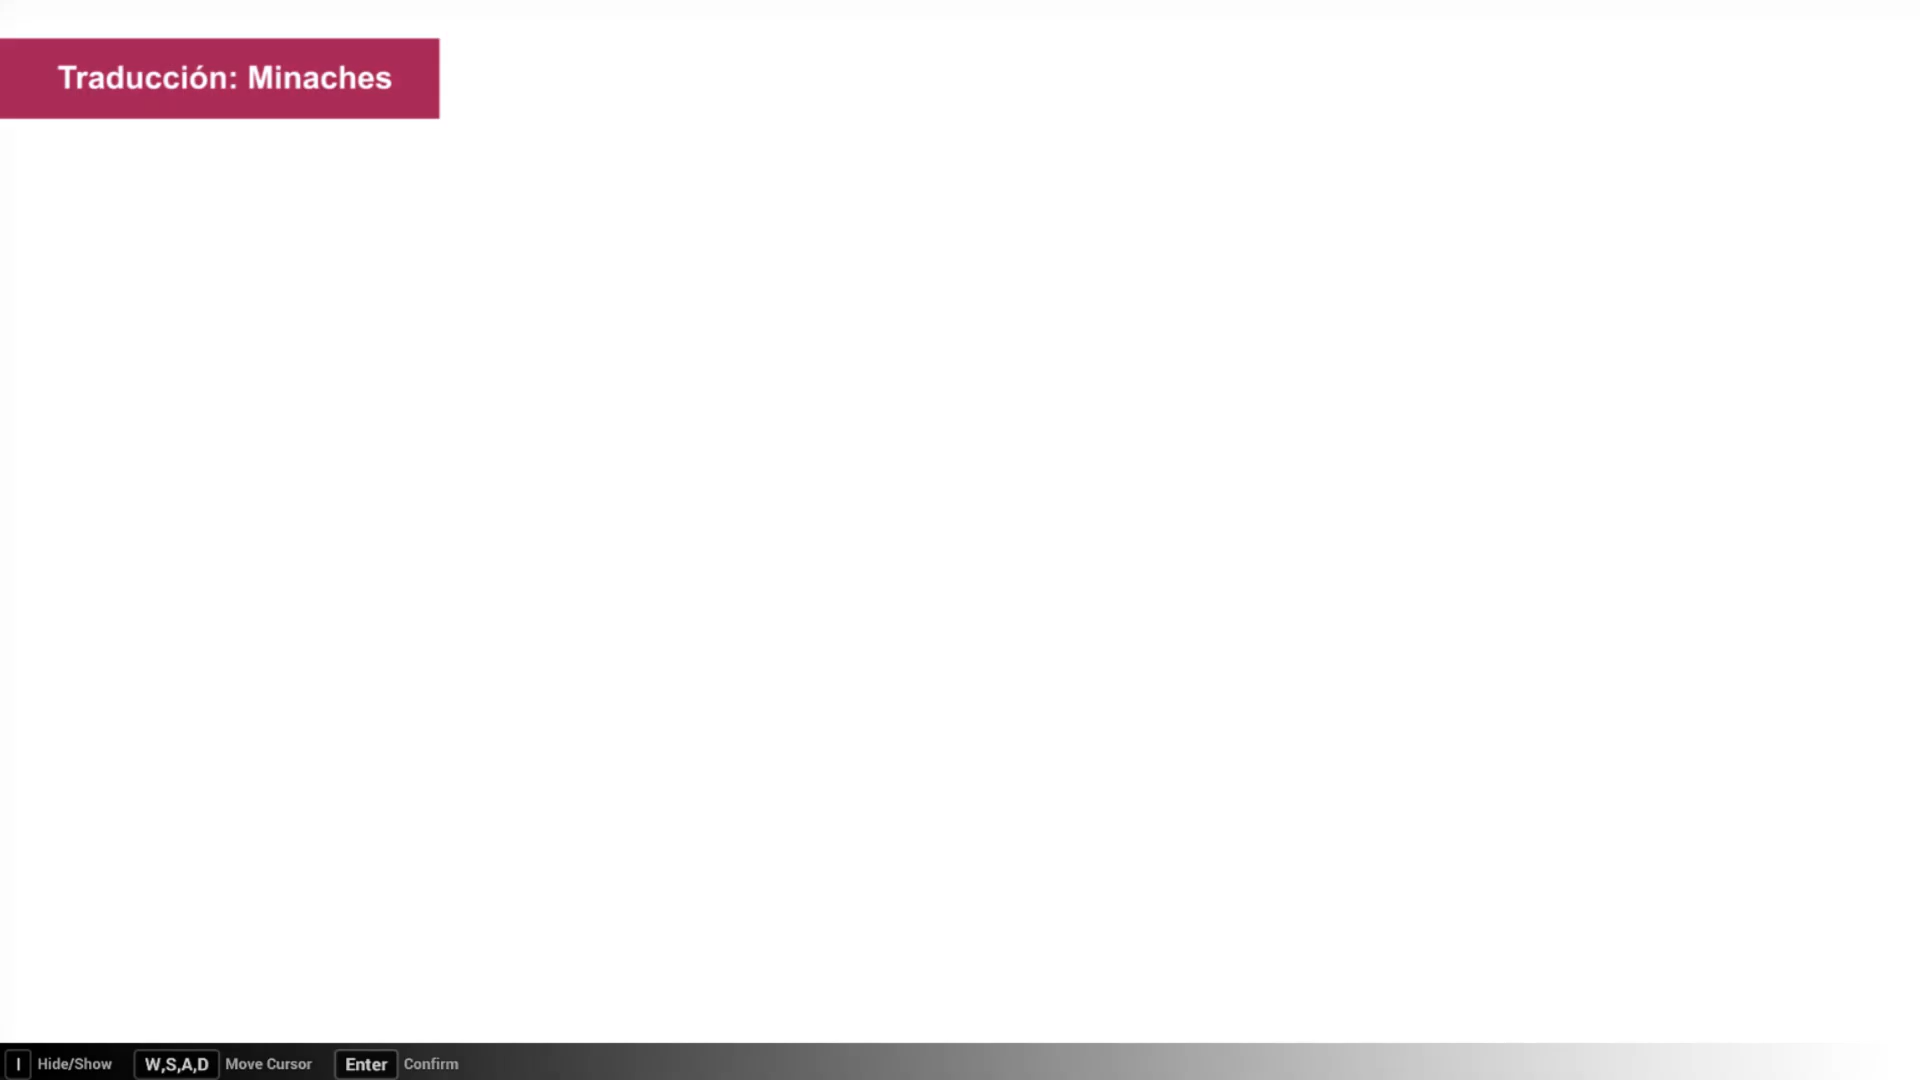 Traducción: Minaches
I Hide/Show W,S,A,D Move Cursor Enter Confirm